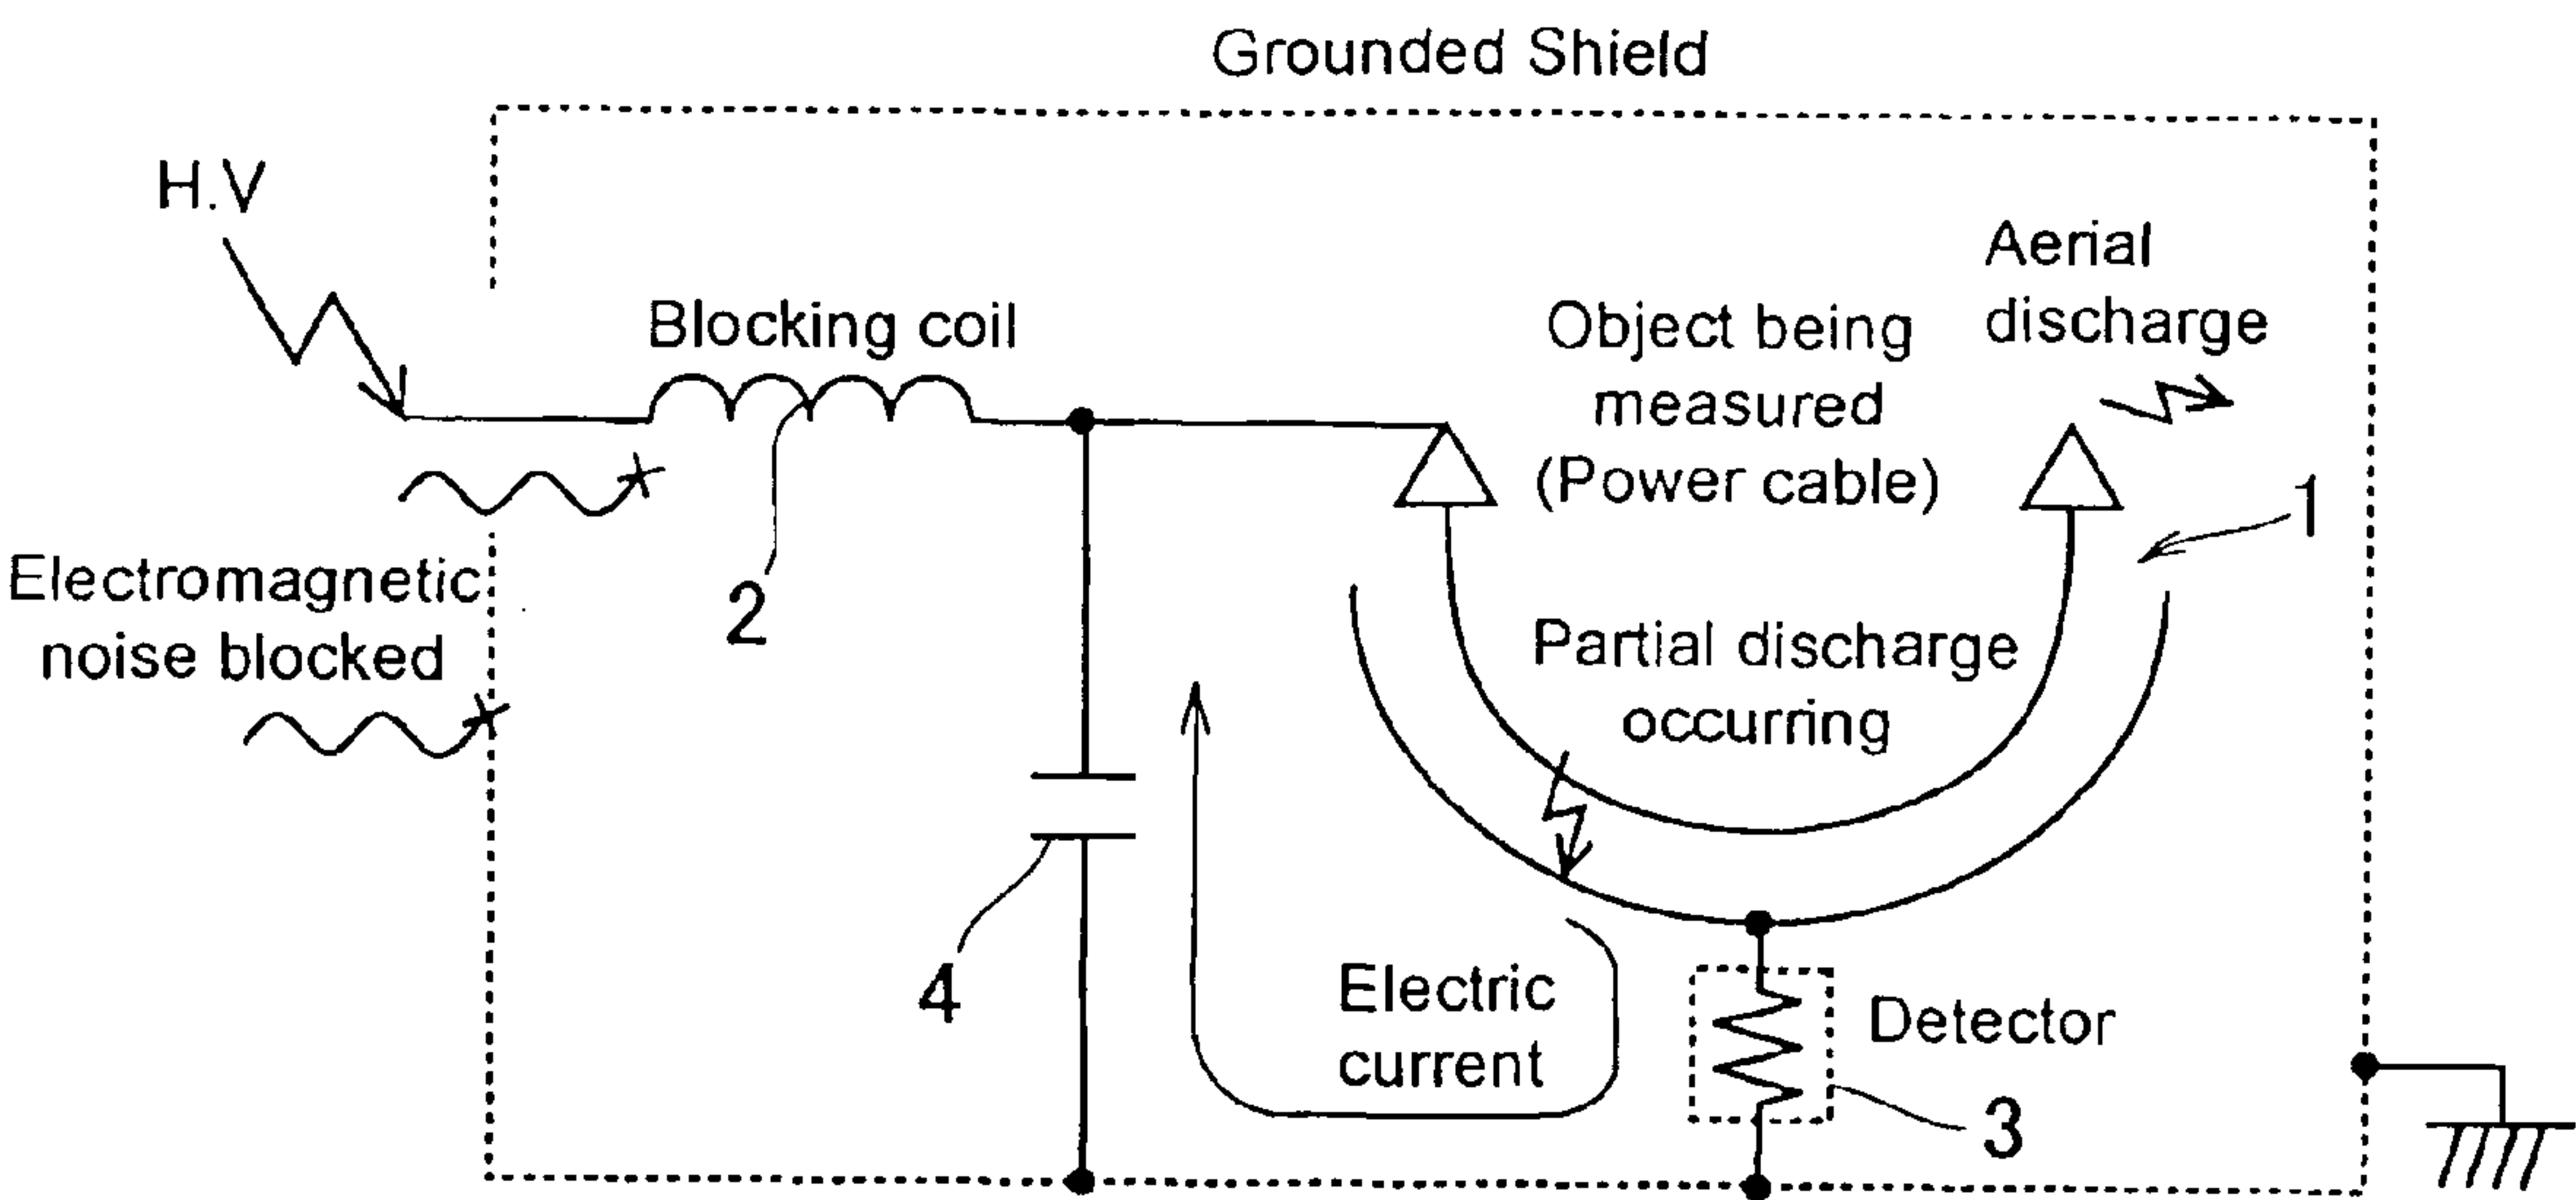 Grounded Shield
H.V
Aerial
discharge
Blocking coil
Object being
measured
(Power cable)
1
Electromagnetic
noise blocked
2
Partial discharge
occurring
4
Electric
current
Detector
3